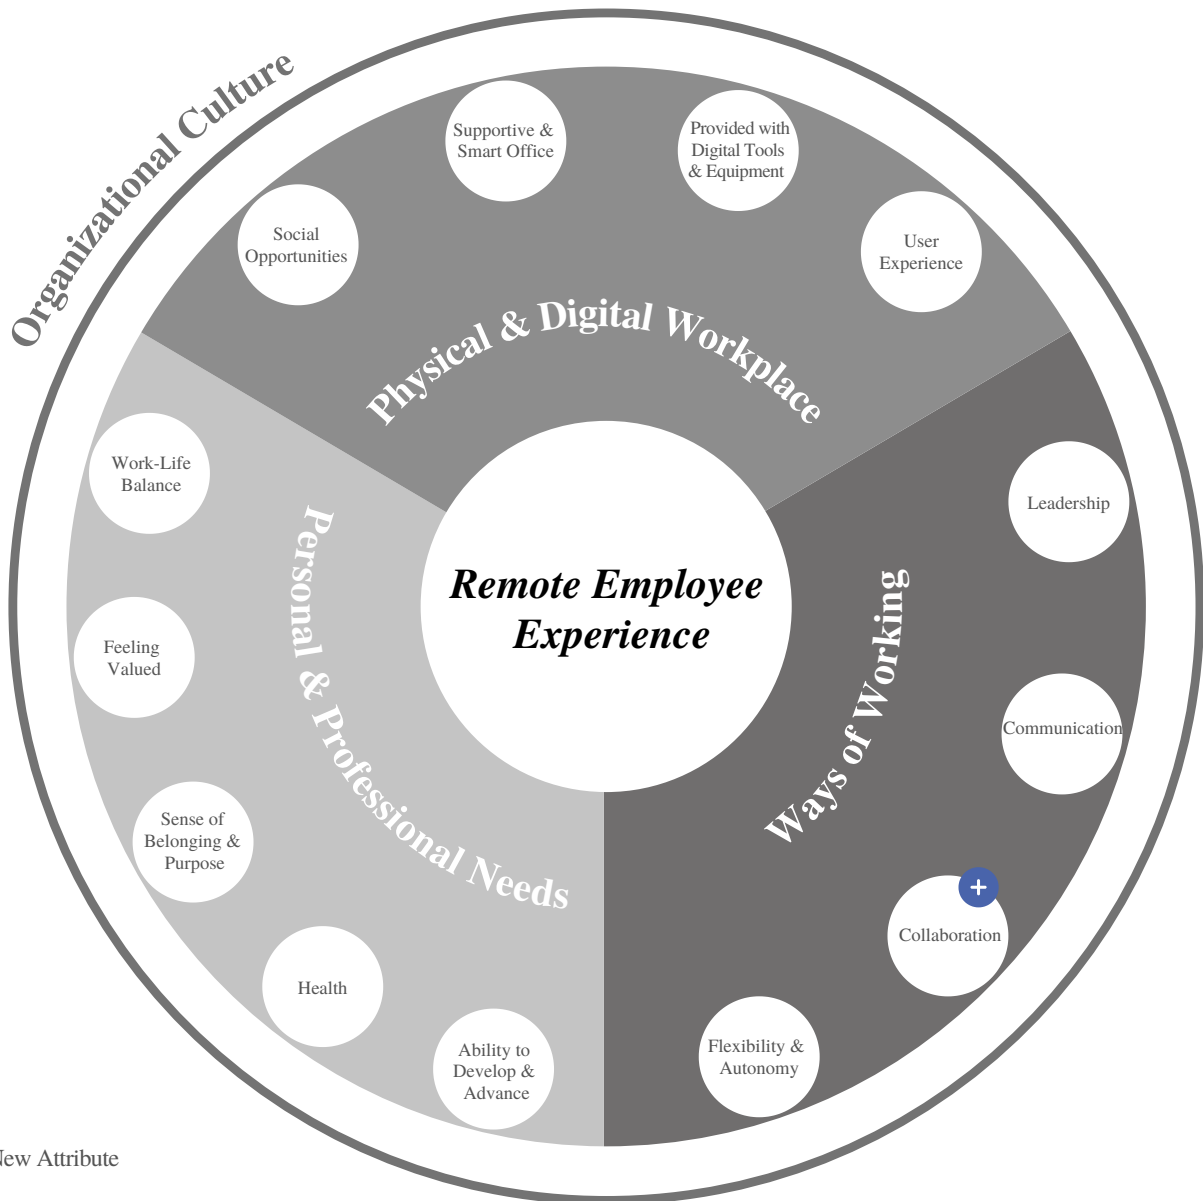 Organizational Culture
Supportive &
Smart Office
Provided with
Digital Tools
& Equipment
Social
Opportunities
User
Experience
Physical & Digital Workplace
Work-Life
Balance
Leadership
Personal & Professional Needs
Remote Employee
Experience
Ways of Working
Feeling
Valued
Communication
Sense of
Belonging &
Purpose
+
Collaboration
Health
Flexibility &
Autonomy
Ability to
Develop &
Advance
New Attribute